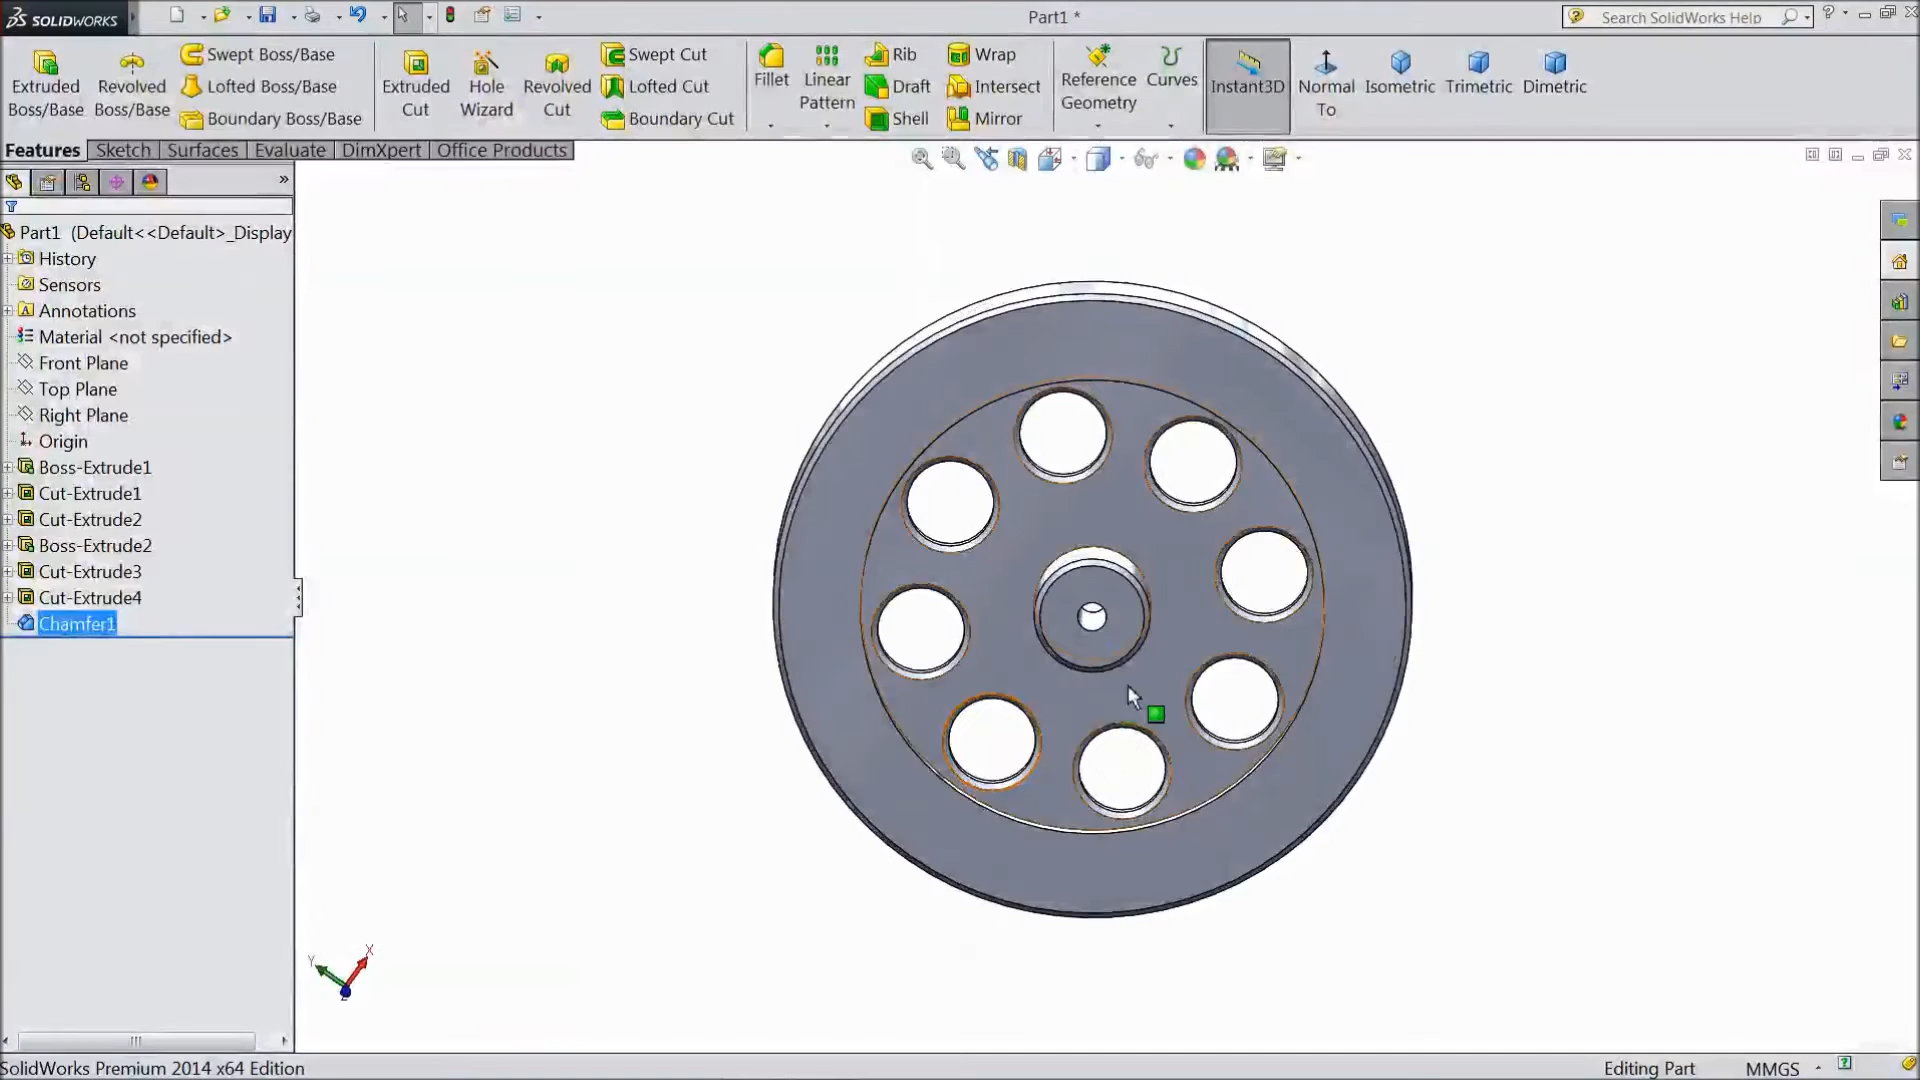 SOLIDWORKS
Part1 *
Search SolidWorks Help
Extruded Boss/Base
Revolved Boss/Base
Swept Boss/Base
Lofted Boss/Base
Boundary Boss/Base
Extruded Cut
Hole Wizard
Revolved Cut
Swept Cut
Lofted Cut
Boundary Cut
Fillet
Linear Pattern
Rib
Draft
Shell
Wrap
Intersect
Mirror
Reference Geometry
Curves
Instant3D
Normal To
Isometric
Trimetric
Dimetric
Features
Sketch
Surfaces
Evaluate
DimXpert
Office Products
Part1 (Default<<Default>_Display
History
Sensors
Annotations
Material <not specified>
Front Plane
Top Plane
Right Plane
Origin
Boss-Extrude1
Cut-Extrude1
Cut-Extrude2
Boss-Extrude2
Cut-Extrude3
Cut-Extrude4
Chamfer1
Y
X
Z
SolidWorks Premium 2014 x64 Edition
Editing Part
MMGS